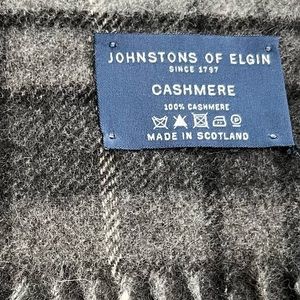 JOHNSTONS OF ELGIN
SINCE 1797
CASHMERE
100% CASHMERE
MADE IN SCOTLAND